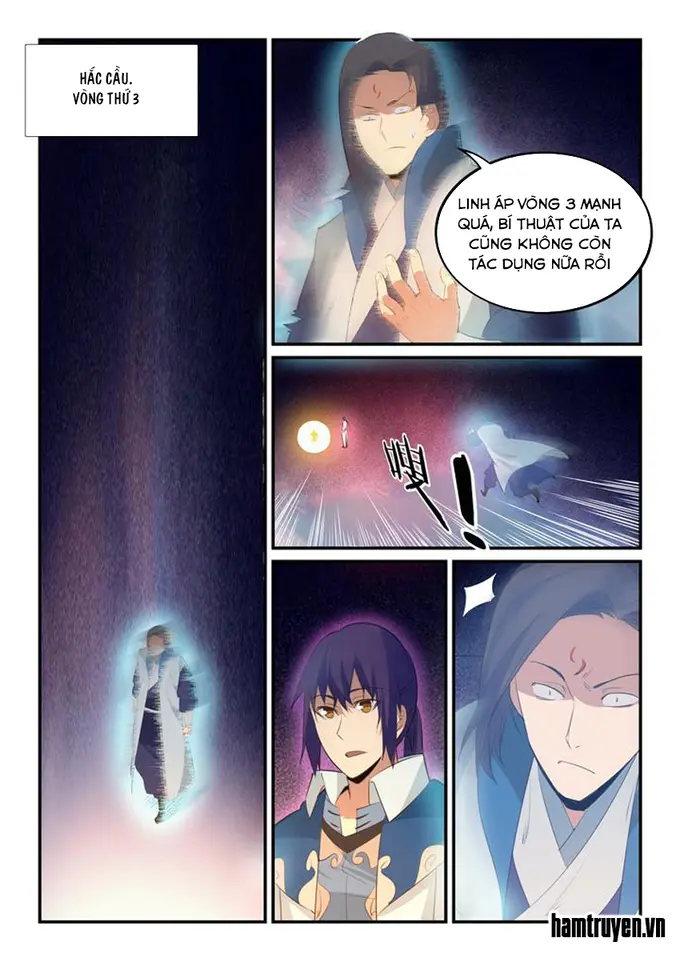 HẮC CẦU.
VÒNG THỨ 3
LINH ÁP VÒNG 3 MẠNH
QUÁ, BÍ THUẬT CỦA TA
CŨNG KHÔNG CÒN
TÁC DỤNG NỮA RỒI
嗖!
hamtruyen.vn